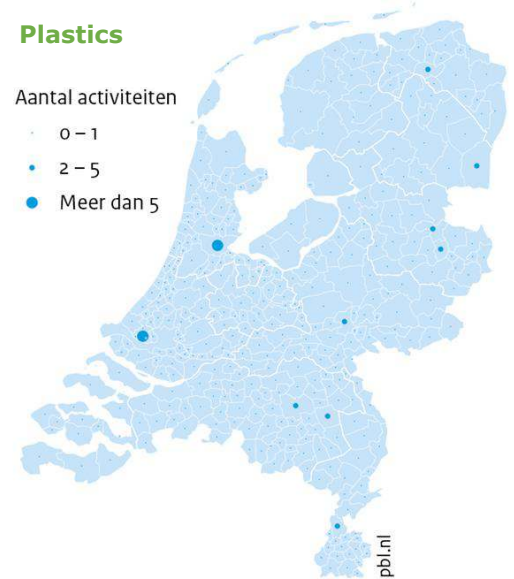 Plastics
Aantal activiteiten
0 – 1
2 – 5
Meer dan 5
pbl.nl